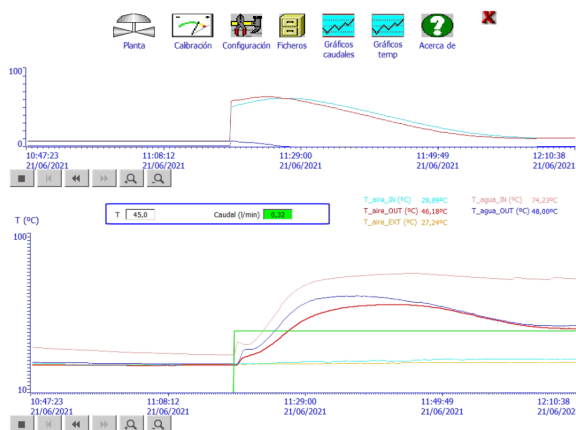 Planta Calibración Configuración Ficheros Gráficos caudales Gráficos temp Acerca de
100
0
10:47:23 11:08:12 11:29:00 11:49:49 12:10:38
21/06/2021 21/06/2021 21/06/2021 21/06/2021 21/06/2021
T 45,0 Caudal (l/min) 0,32
T_aire_IN (ºC) 28,89ºC T_agua_IN (ºC) 74,23ºC
T_aire_OUT (ºC) 46,18ºC T_agua_OUT (ºC) 48,00ºC
T_aire_EXT (ºC) 27,24ºC
T (ºC)
100
10
10:47:23 11:08:12 11:29:00 11:49:49 12:10:38
21/06/2021 21/06/2021 21/06/2021 21/06/2021 21/06/2021